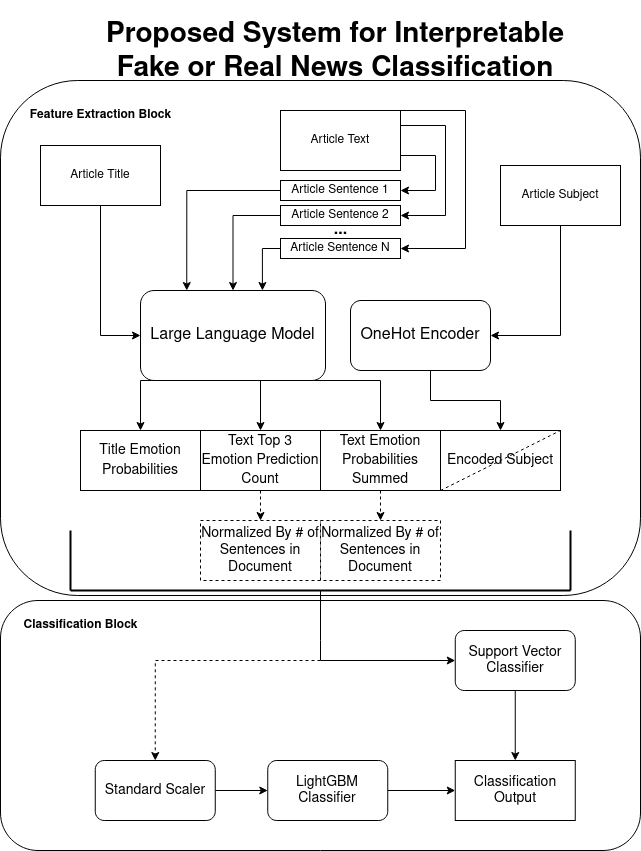 Proposed System for Interpretable
Fake or Real News Classification
Feature Extraction Block
Article Title
Article Text
Article Sentence 1
Article Sentence 2
...
Article Sentence N
Article Subject
Large Language Model
OneHot Encoder
Title Emotion
Probabilities
Text Top 3
Emotion Prediction
Count
Text Emotion
Probabilities
Summed
Encoded Subject
Normalized By # of
Sentences in
Document
Normalized By # of
Sentences in
Document
Classification Block
Support Vector
Classifier
Standard Scaler
LightGBM
Classifier
Classification
Output